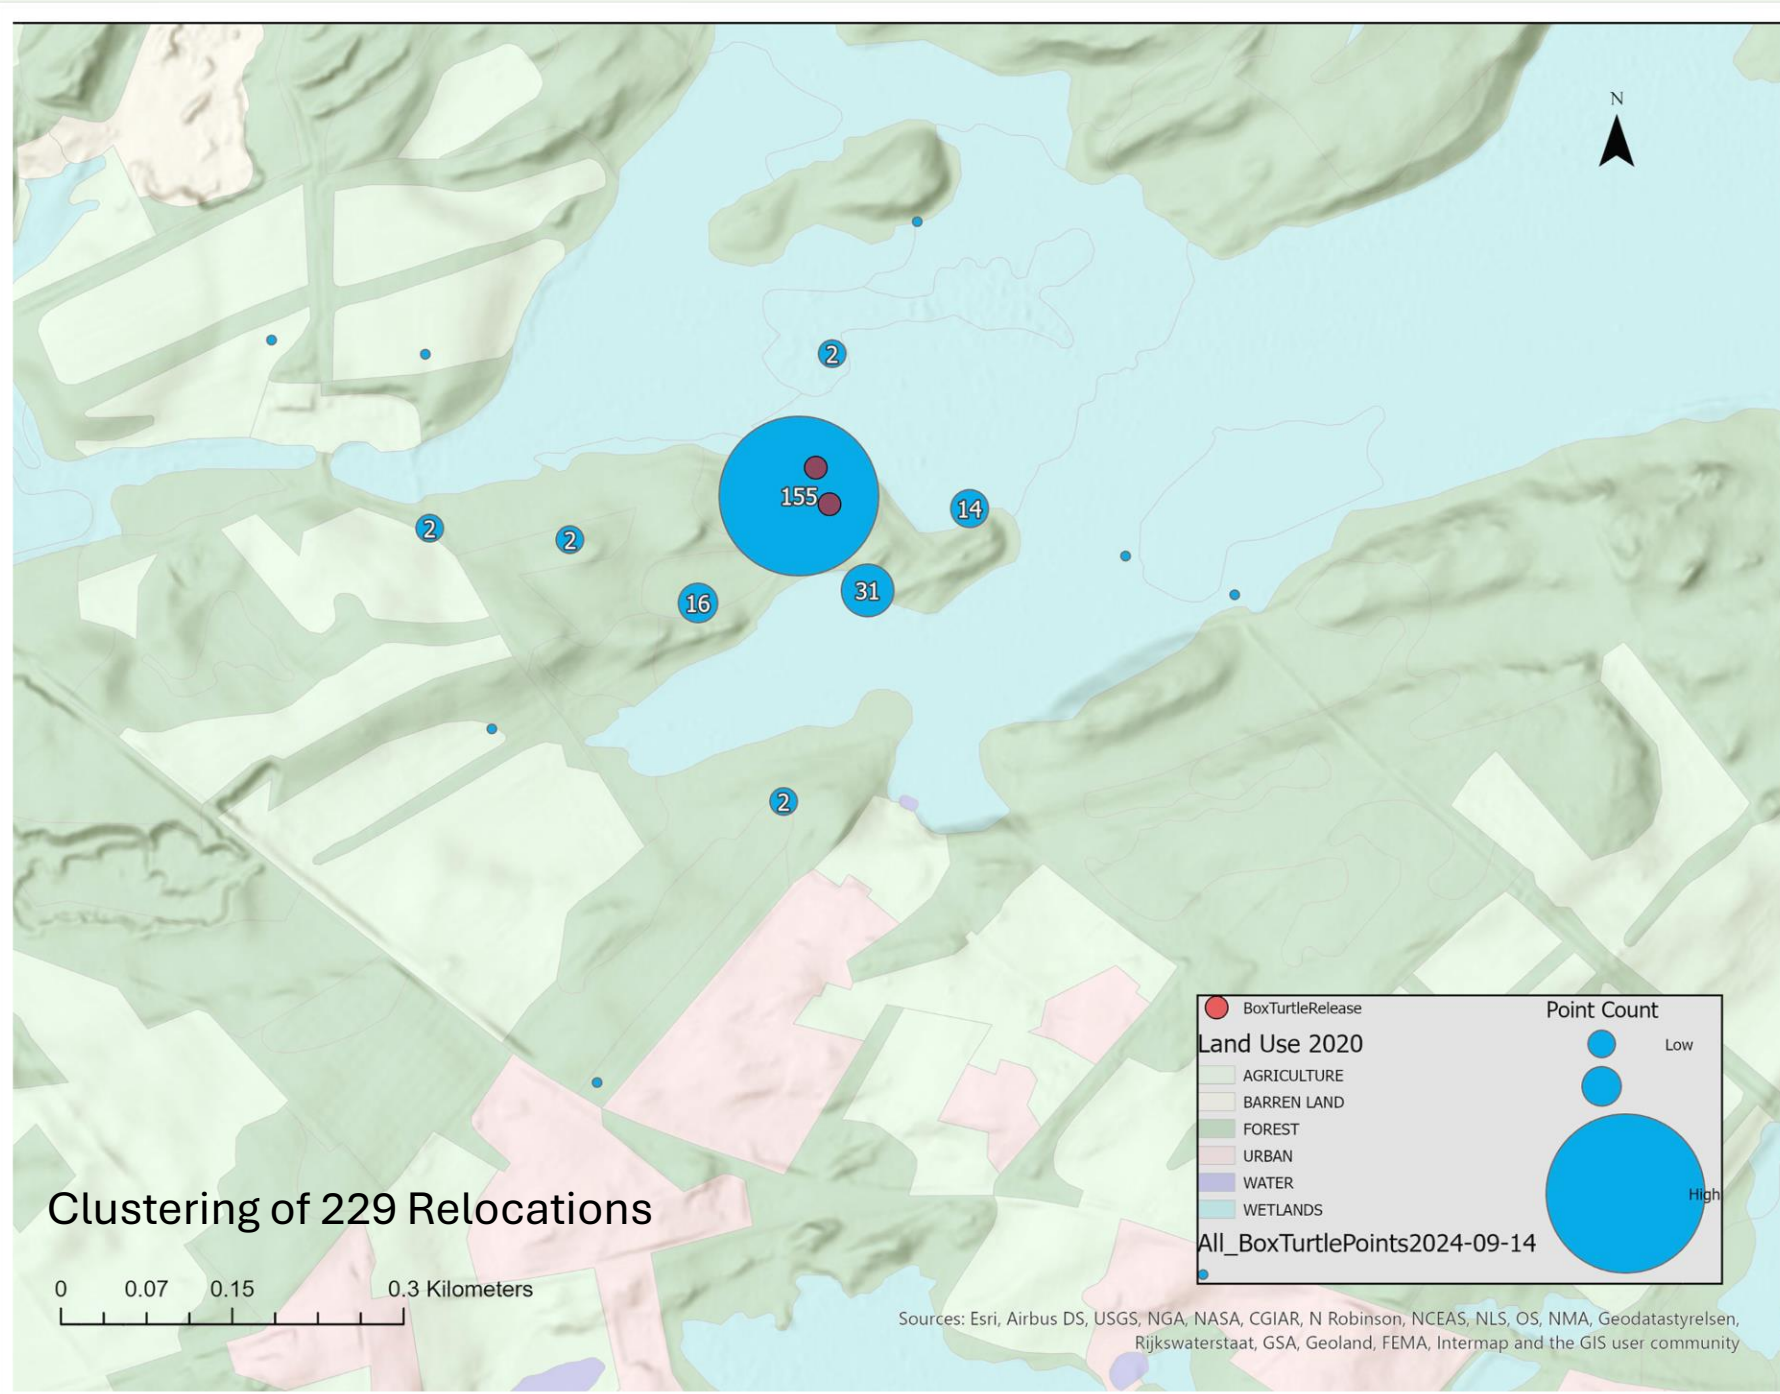 N
2
155
14
2
2
16
31
2
BoxTurtleRelease
Point Count
Land Use 2020
Low
AGRICULTURE
BARREN LAND
FOREST
URBAN
WATER
High
WETLANDS
All_BoxTurtlePoints2024-09-14
Clustering of 229 Relocations
0 0.07 0.15 0.3 Kilometers
Sources: Esri, Airbus DS, USGS, NGA, NASA, CGIAR, N Robinson, NCEAS, NLS, OS, NMA, Geodatastyrelsen,
Rijkswaterstaat, GSA, Geoland, FEMA, Intermap and the GIS user community